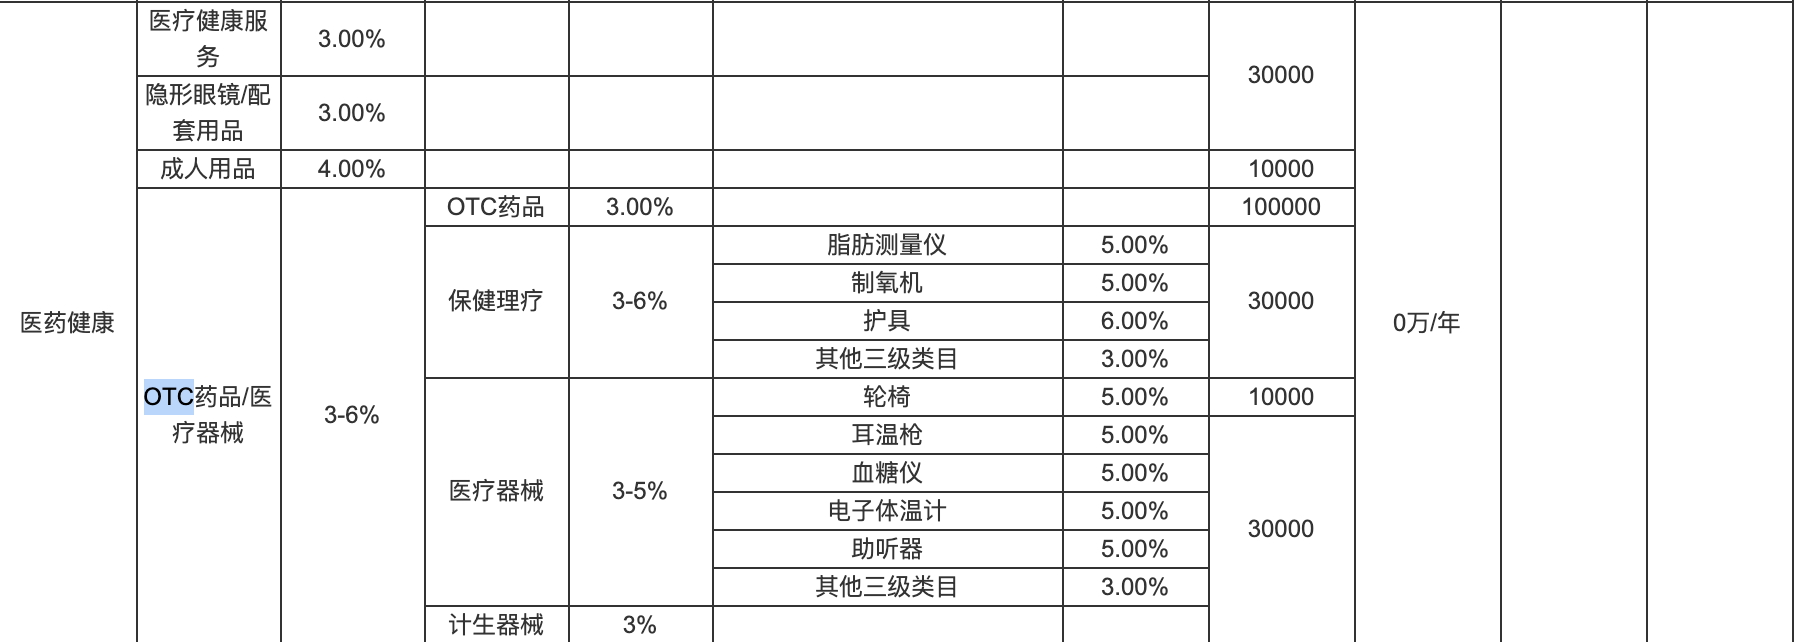 医疗健康服
务
3.00%
30000
隐形眼镜/配
套用品
3.00%
成人用品
4.00%
10000
医药健康
OTC药品/医
疗器械
3-6%
OTC药品
3.00%
100000
保健理疗
3-6%
脂肪测量仪
5.00%
制氧机
5.00%
护具
6.00%
其他三级类目
3.00%
30000
0万/年
医疗器械
3-5%
轮椅
5.00%
10000
耳温枪
5.00%
血糖仪
5.00%
电子体温计
5.00%
助听器
5.00%
其他三级类目
3.00%
30000
计生器械
3%